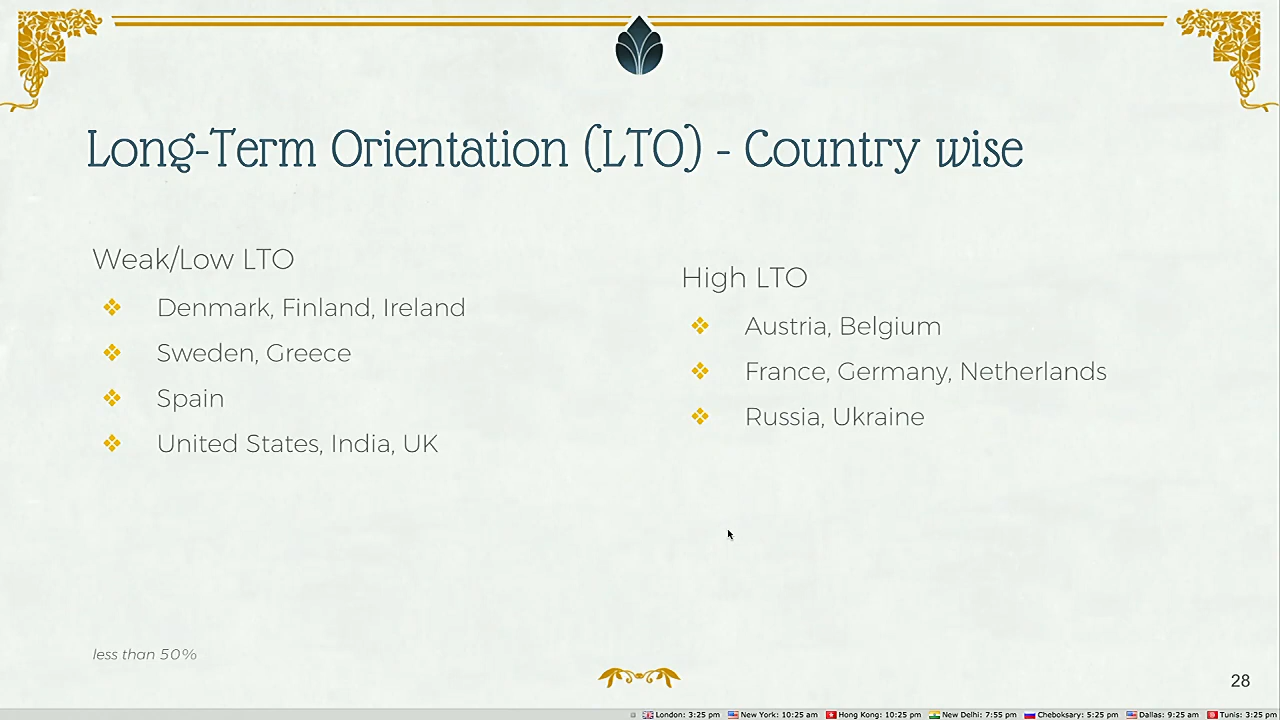 Long-Term Orientation (LTO) - Country wise
Weak/Low LTO
Denmark, Finland, Ireland
Sweden, Greece
Spain
United States, India, UK
High LTO
Austria, Belgium
France, Germany, Netherlands
Russia, Ukraine
less than 50%
28
London: 3:25 pm New York: 10:25 am Hong Kong: 10:25 pm New Delhi: 7:55 pm Cheboksary: 5:25 pm Dallas: 9:25 am Tunis: 3:25 pm